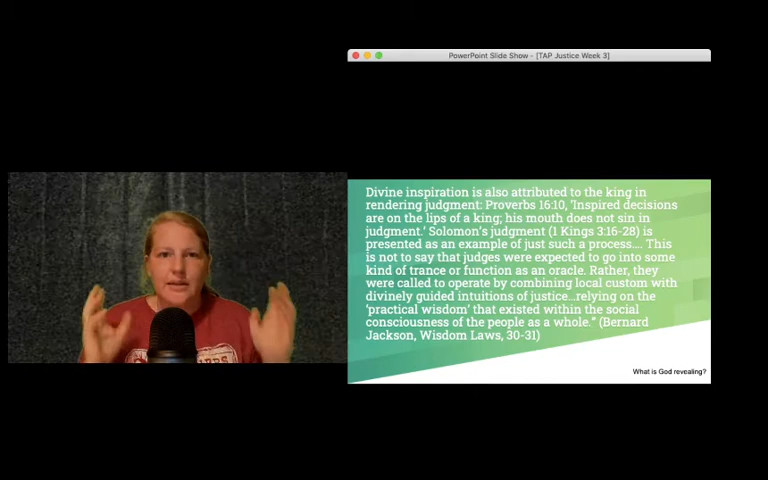 PowerPoint Slide Show - [TAP Justice Week 3]
Divine inspiration is also attributed to the king in
rendering judgment: Proverbs 16:10, 'Inspired decisions
are on the lips of a king; his mouth does not sin in
judgment.' Solomon's judgment (1 Kings 3:16-28) is
presented as an example of just such a process.... This
is not to say that judges were expected to go into some
kind of trance or function as an oracle. Rather, they
were called to operate by combining local custom with
divinely guided intuitions of justice...relying on the
'practical wisdom' that existed within the social
consciousness of the people as a whole." (Bernard
Jackson, Wisdom Laws, 30-31)
What is God revealing?